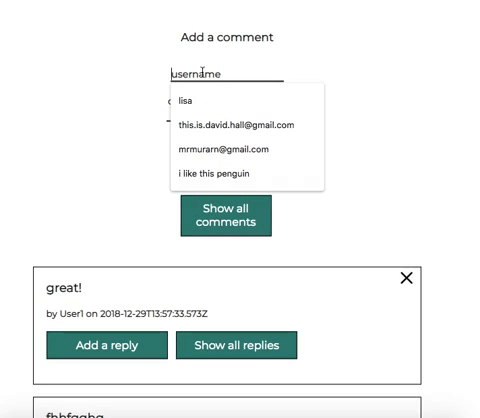 Add a comment
username
lisa
this.is.david.hall@gmail.com
mrmurarn@gmail.com
i like this penguin
Show all
comments
great!
by User1 on 2018-12-29T13:57:33.573Z
Add a reply
Show all replies